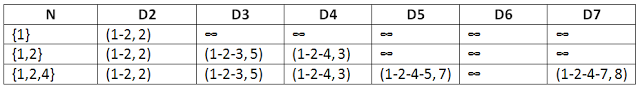 N D2 D3 D4 D5 D6 D7
{1} (1-2, 2) ∞ ∞ ∞ ∞ ∞
{1,2} (1-2, 2) (1-2-3, 5) (1-2-4, 3) ∞ ∞ ∞
{1,2,4} (1-2, 2) (1-2-3, 5) (1-2-4, 3) (1-2-4-5, 7) ∞ (1-2-4-7, 8)